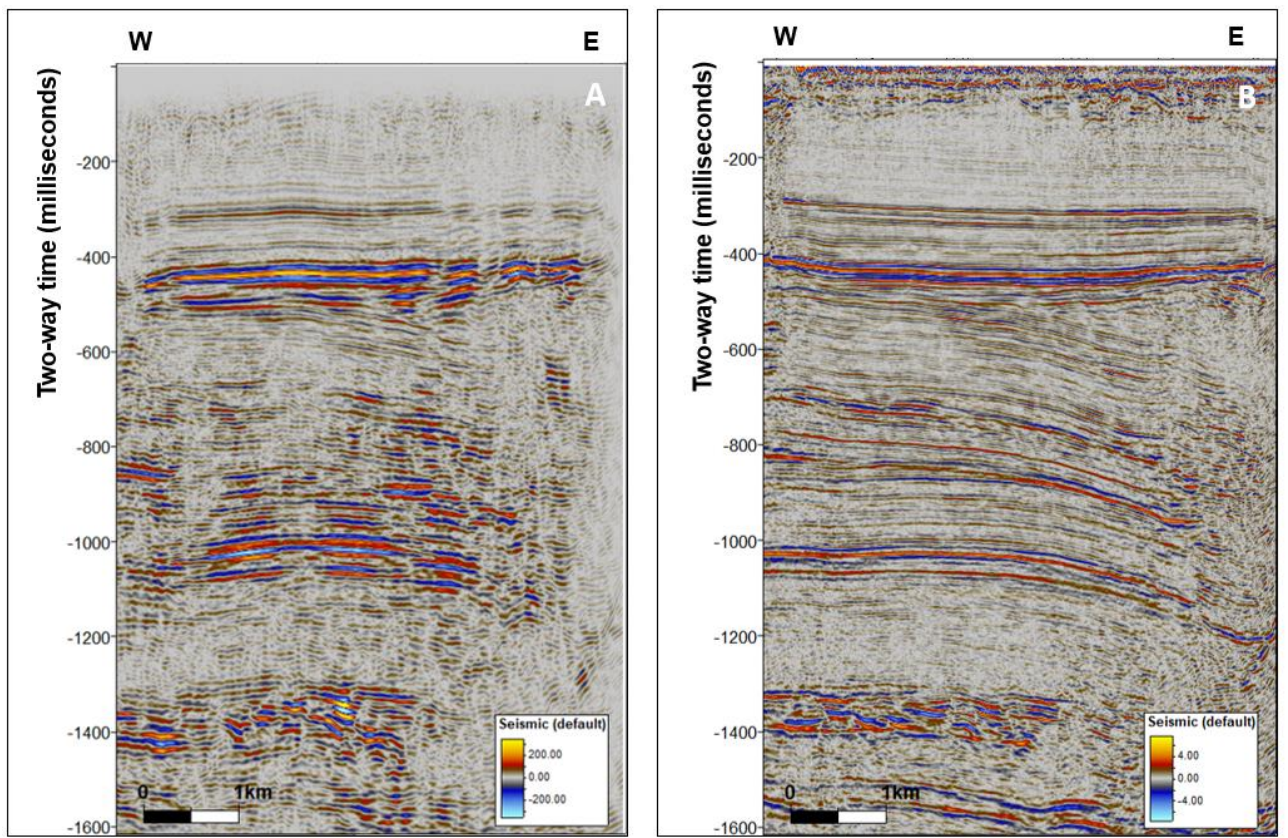 W E
A
Two-way time (milliseconds)
-200
-400
-600
-800
-1000
-1200
-1400
-1600
0 1km
Seismic (default)
200.00
0.00
-200.00
W E
B
Two-way time (milliseconds)
-200
-400
-600
-800
-1000
-1200
-1400
-1600
0 1km
Seismic (default)
4.00
0.00
-4.00